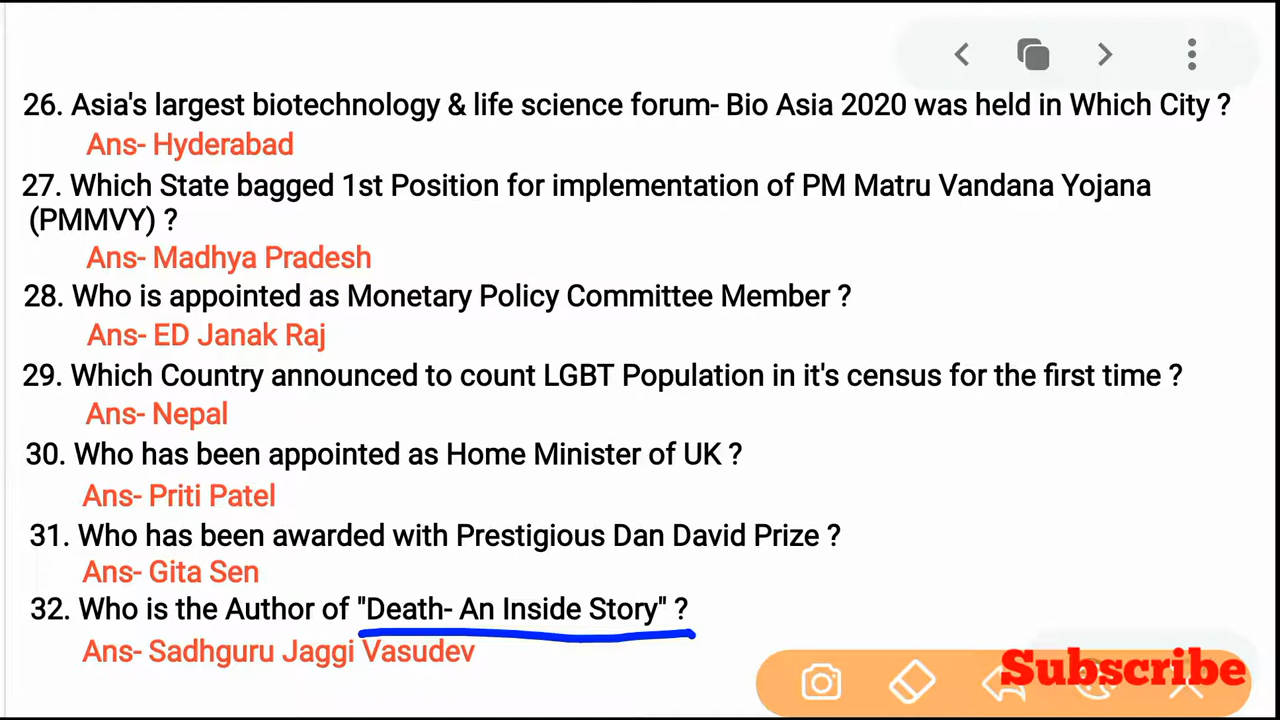 26. Asia's largest biotechnology & life science forum- Bio Asia 2020 was held in Which City ?
Ans- Hyderabad
27. Which State bagged 1st Position for implementation of PM Matru Vandana Yojana
(PMMVY) ?
Ans- Madhya Pradesh
28. Who is appointed as Monetary Policy Committee Member ?
Ans- ED Janak Raj
29. Which Country announced to count LGBT Population in it's census for the first time ?
Ans- Nepal
30. Who has been appointed as Home Minister of UK ?
Ans- Priti Patel
31. Who has been awarded with Prestigious Dan David Prize ?
Ans- Gita Sen
32. Who is the Author of "Death- An Inside Story" ?
Ans- Sadhguru Jaggi Vasudev
Subscribe